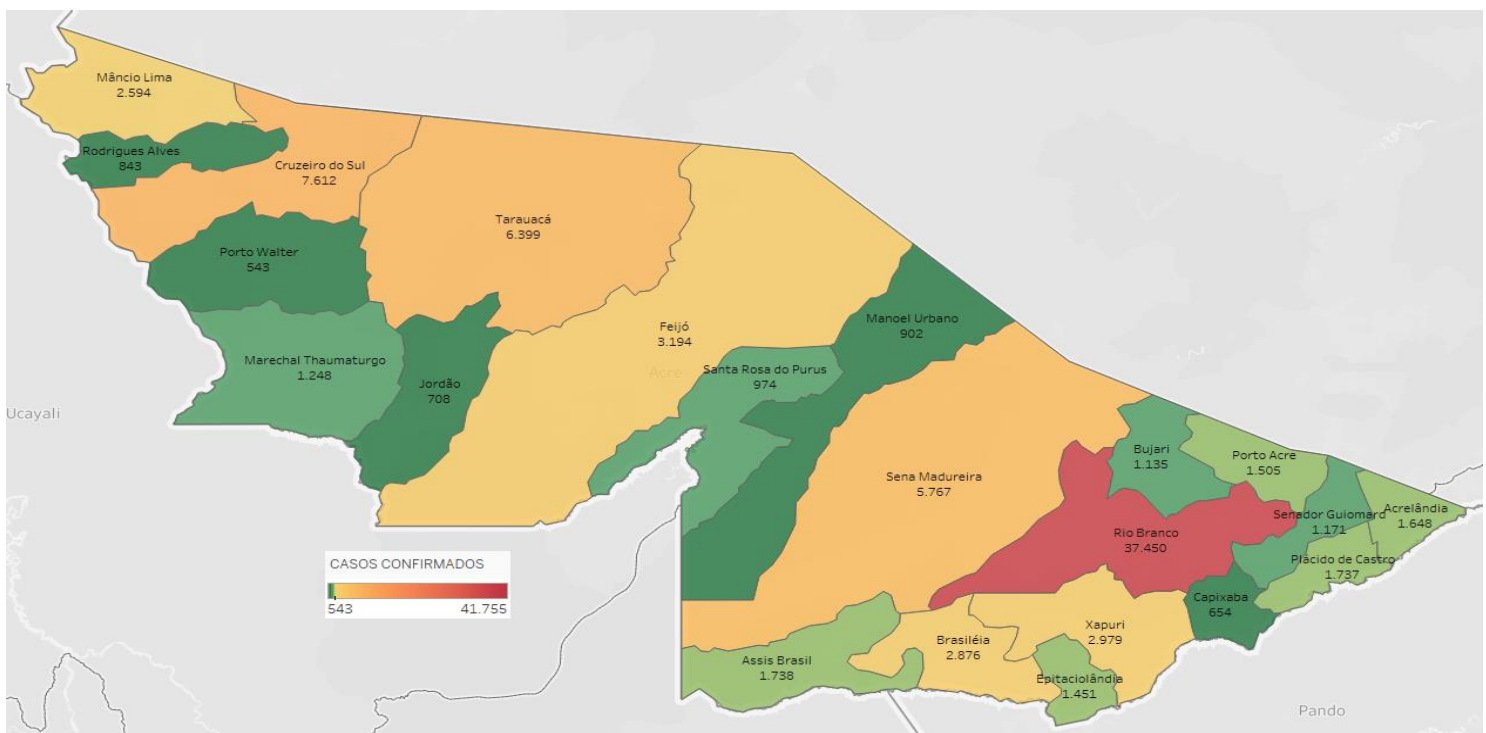 Mâncio Lima
2.594
Rodrigues Alves
843
Cruzeiro do Sul
7.612
Tarauacá
6.399
Porto Walter
543
Marechal Thaumaturgo
1.248
Jordão
708
Feijó
3.194
Acre
Manoel Urbano
902
Santa Rosa do Purus
974
Ucayali
Sena Madureira
5.767
Bujari
1.135
Porto Acre
1.505
Senador Guiomard
1.171
Acrelândia
1.648
Rio Branco
37.450
Plácido de Castro
1.737
Capixaba
654
Xapuri
2.979
Brasiléia
2.876
Assis Brasil
1.738
Epitaciolândia
1.451
Pando
CASOS CONFIRMADOS
543 41.755